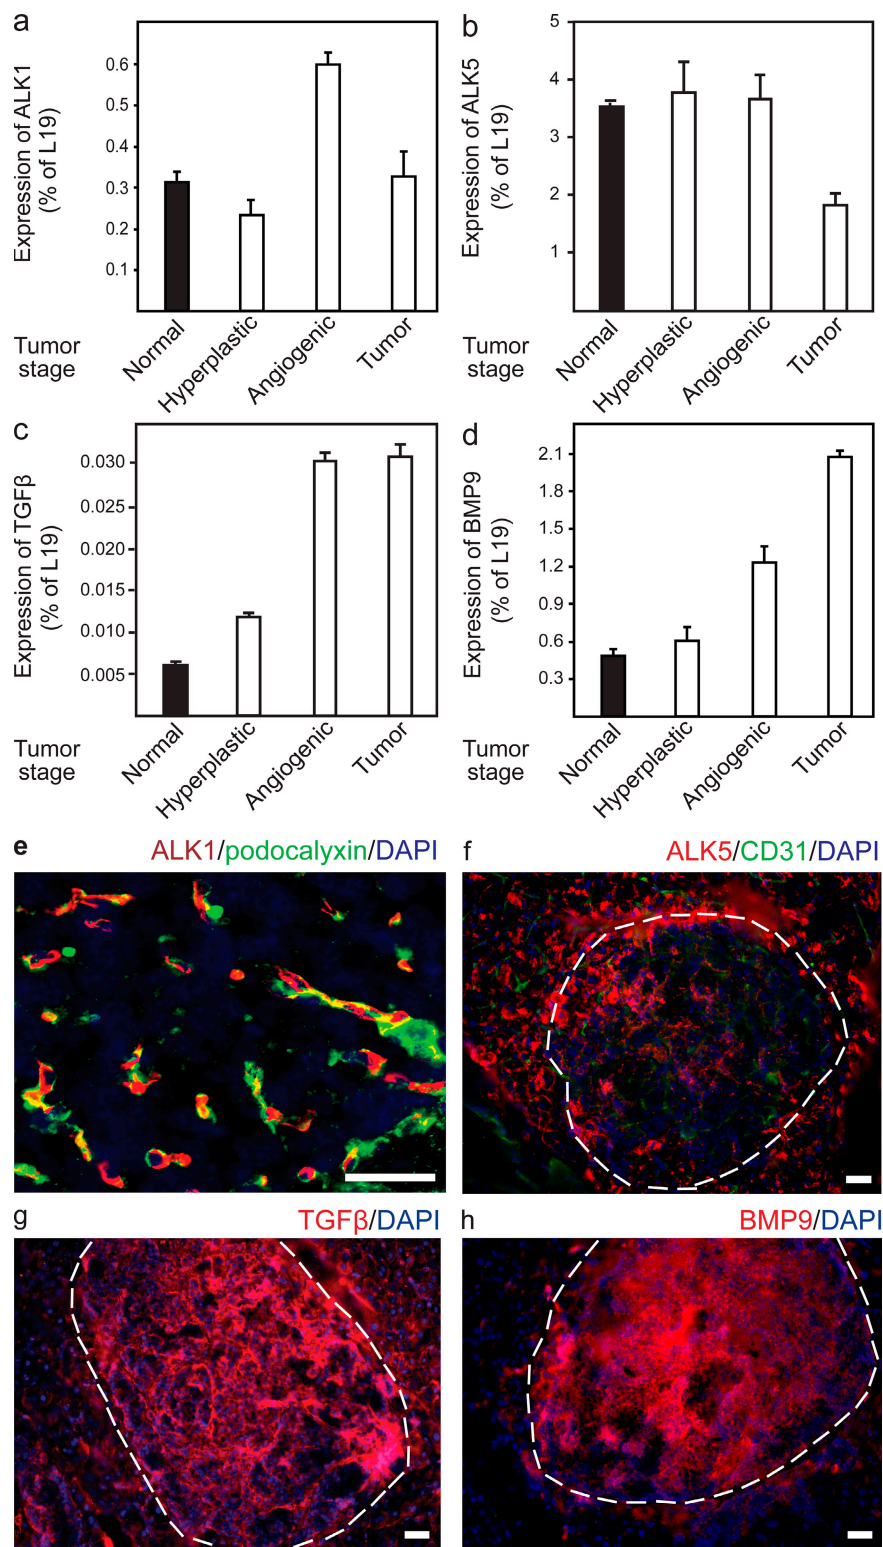 a
Expression of ALK1
(% of L19)
0.6
0.5
0.4
0.3
0.2
0.1
Tumor
stage
Normal
Hyperplastic
Angiogenic
Tumor
b
Expression of ALK5
(% of L19)
5
4
3
2
1
Tumor
stage
Normal
Hyperplastic
Angiogenic
Tumor
c
Expression of TGFβ
(% of L19)
0.030
0.025
0.020
0.015
0.010
0.005
Tumor
stage
Normal
Hyperplastic
Angiogenic
Tumor
d
Expression of BMP9
(% of L19)
2.1
1.8
1.5
1.2
0.9
0.6
0.3
Tumor
stage
Normal
Hyperplastic
Angiogenic
Tumor
e
ALK1/podocalyxin/DAPI
f
ALK5/CD31/DAPI
g
TGFβ/DAPI
h
BMP9/DAPI